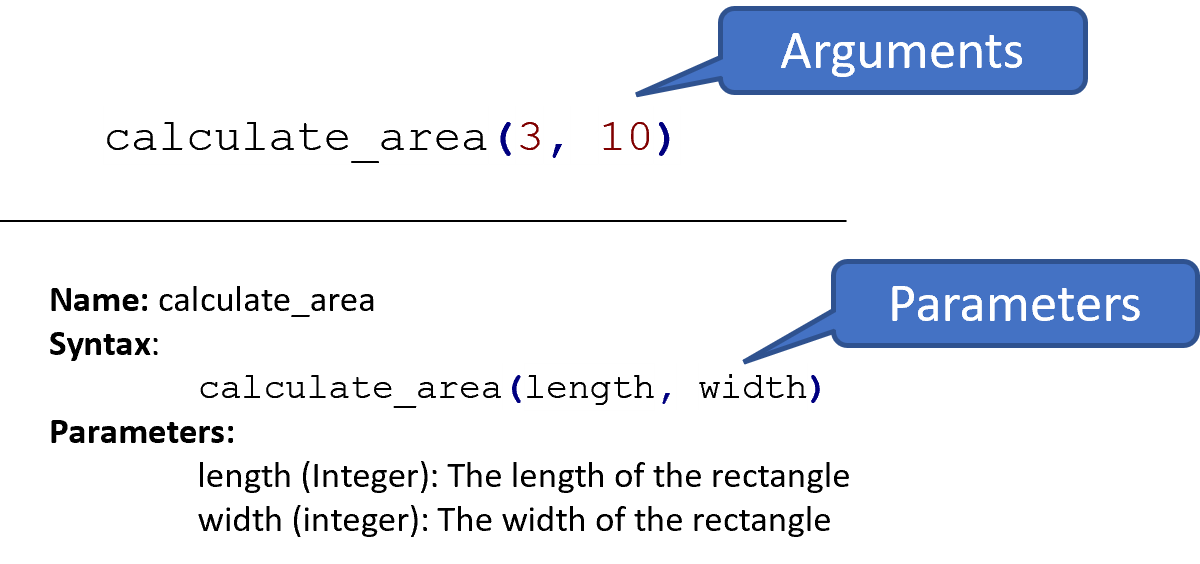 Arguments
calculate_area(3, 10)
Parameters
Name: calculate_area
Syntax:
calculate_area(length, width)
Parameters:
length (Integer): The length of the rectangle
width (integer): The width of the rectangle